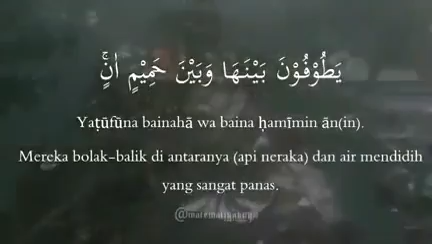 يَطُوْفُوْنَ بَيْنَهَا وَبَيْنَ حَمِيْمٍ اٰنٍۚ
Yaṭūfūna bainahā wa baina ḥamīmin ān(in).
Mereka bolak-balik di antaranya (api neraka) dan air mendidih
yang sangat panas.